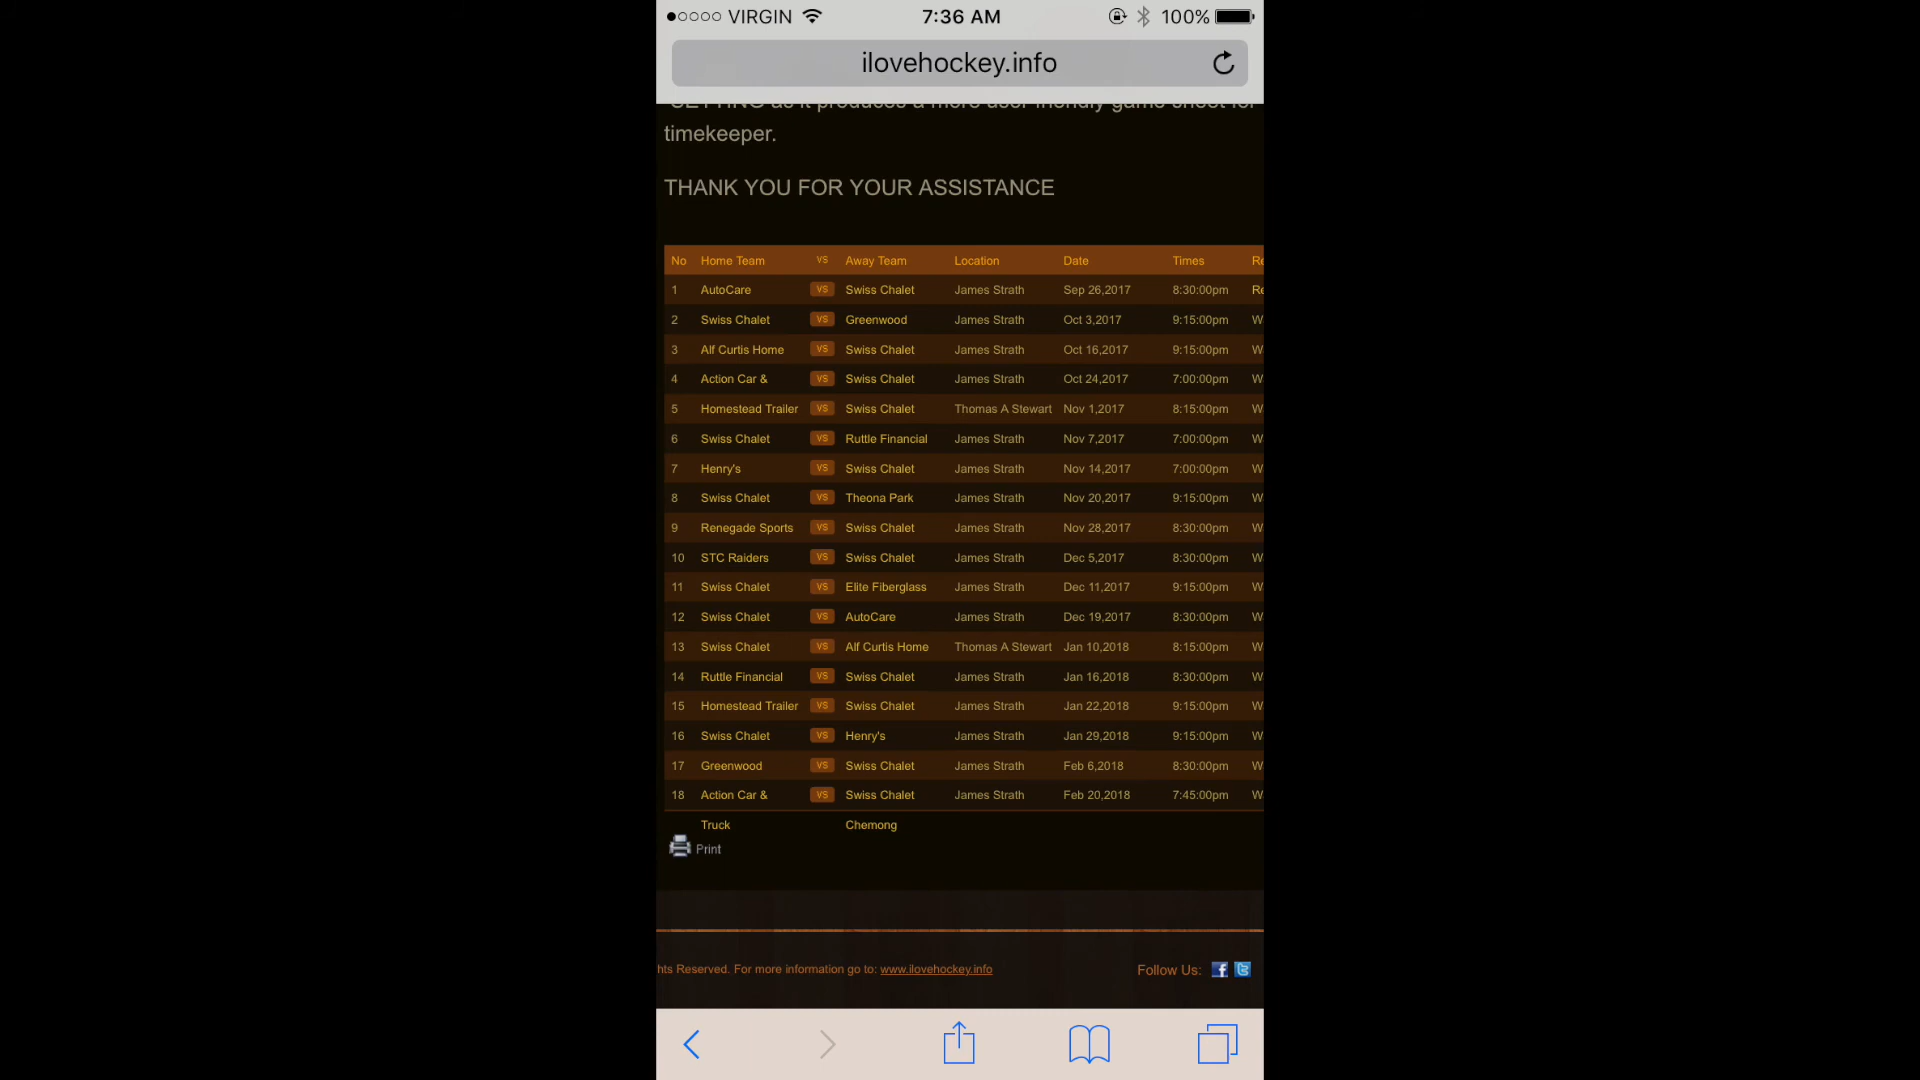 VIRGIN 7:36 AM 100%
ilovehockey.info
timekeeper.
THANK YOU FOR YOUR ASSISTANCE
No Home Team VS Away Team Location Date Times Re
1 AutoCare VS Swiss Chalet James Strath Sep 26,2017 8:30:00pm Re
2 Swiss Chalet VS Greenwood James Strath Oct 3,2017 9:15:00pm W
3 Alf Curtis Home VS Swiss Chalet James Strath Oct 16,2017 9:15:00pm W
4 Action Car & VS Swiss Chalet James Strath Oct 24,2017 7:00:00pm W
5 Homestead Trailer VS Swiss Chalet Thomas A Stewart Nov 1,2017 8:15:00pm W
6 Swiss Chalet VS Ruttle Financial James Strath Nov 7,2017 7:00:00pm W
7 Henry's VS Swiss Chalet James Strath Nov 14,2017 7:00:00pm W
8 Swiss Chalet VS Theona Park James Strath Nov 20,2017 9:15:00pm W
9 Renegade Sports VS Swiss Chalet James Strath Nov 28,2017 8:30:00pm W
10 STC Raiders VS Swiss Chalet James Strath Dec 5,2017 8:30:00pm W
11 Swiss Chalet VS Elite Fiberglass James Strath Dec 11,2017 9:15:00pm W
12 Swiss Chalet VS AutoCare James Strath Dec 19,2017 8:30:00pm W
13 Swiss Chalet VS Alf Curtis Home Thomas A Stewart Jan 10,2018 8:15:00pm W
14 Ruttle Financial VS Swiss Chalet James Strath Jan 16,2018 8:30:00pm W
15 Homestead Trailer VS Swiss Chalet James Strath Jan 22,2018 9:15:00pm W
16 Swiss Chalet VS Henry's James Strath Jan 29,2018 9:15:00pm W
17 Greenwood VS Swiss Chalet James Strath Feb 6,2018 8:30:00pm W
18 Action Car & VS Swiss Chalet James Strath Feb 20,2018 7:45:00pm W
Truck Chemong
Print
hts Reserved. For more information go to: www.ilovehockey.info Follow Us: